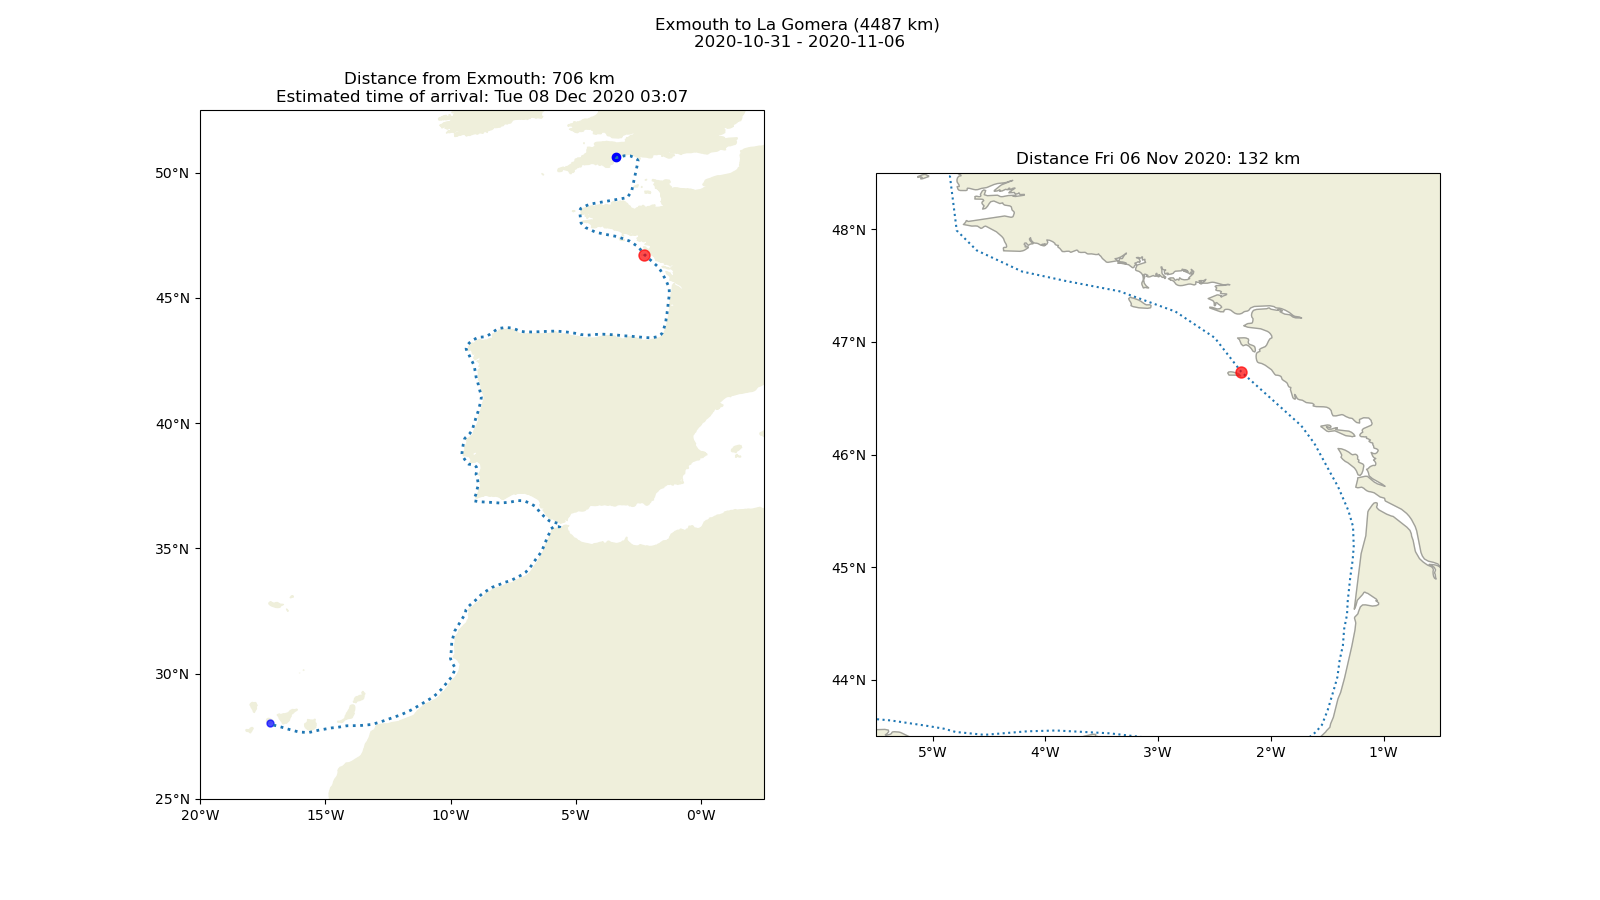 Exmouth to La Gomera (4487 km)
2020-10-31 - 2020-11-06
Distance from Exmouth: 706 km
Estimated time of arrival: Tue 08 Dec 2020 03:07
50°N
45°N
40°N
35°N
30°N
25°N
20°W 15°W 10°W 5°W 0°W
Distance Fri 06 Nov 2020: 132 km
48°N
47°N
46°N
45°N
44°N
5°W 4°W 3°W 2°W 1°W